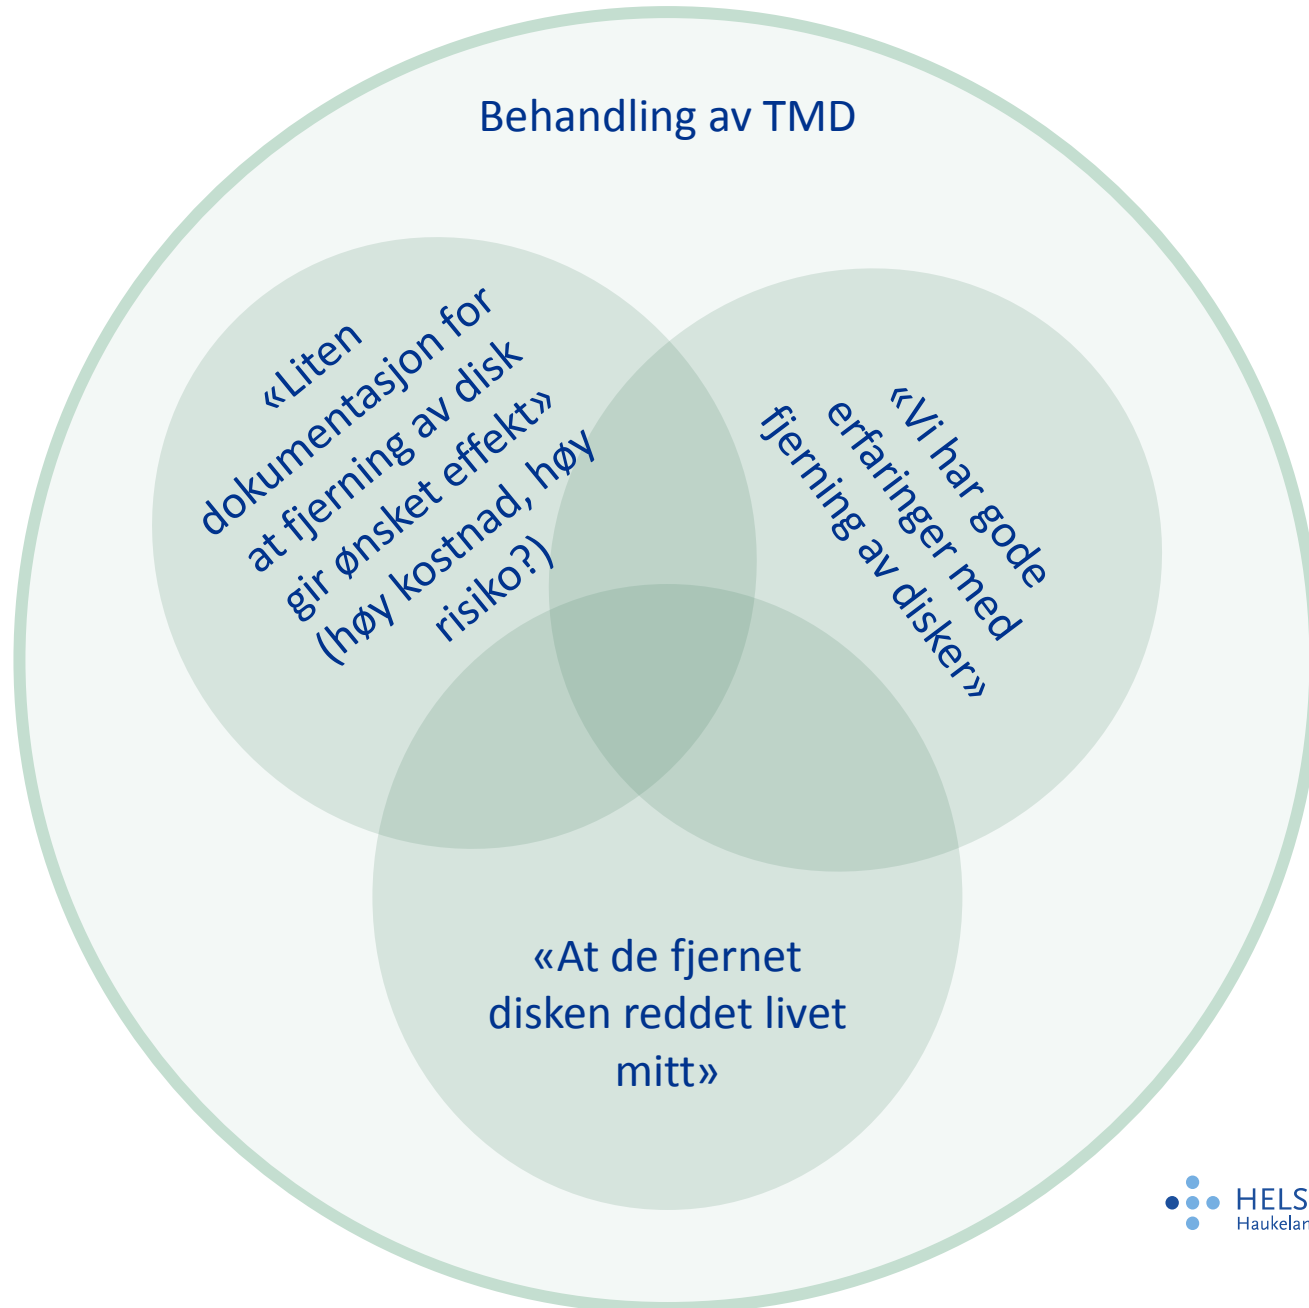 Behandling av TMD
«Liten
dokumentasjon for
at fjerning av disk
gir ønsket effekt»
(høy kostnad, høy
risiko?)
«Vi har gode
erfaringer med
fjerning av disker»
«At de fjernet
disken reddet livet
mitt»
HELS
Haukelan